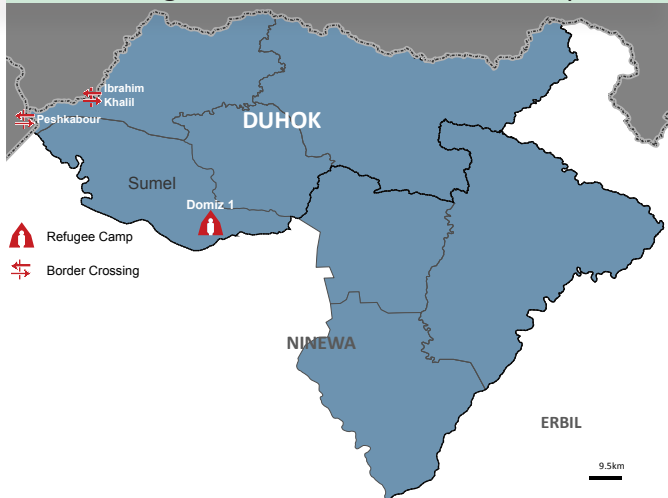 Ibrahim
Khalil
Peshkabour
DUHOK
Sumel
Domiz 1
Refugee Camp
Border Crossing
NINEWA
ERBIL
9.5km